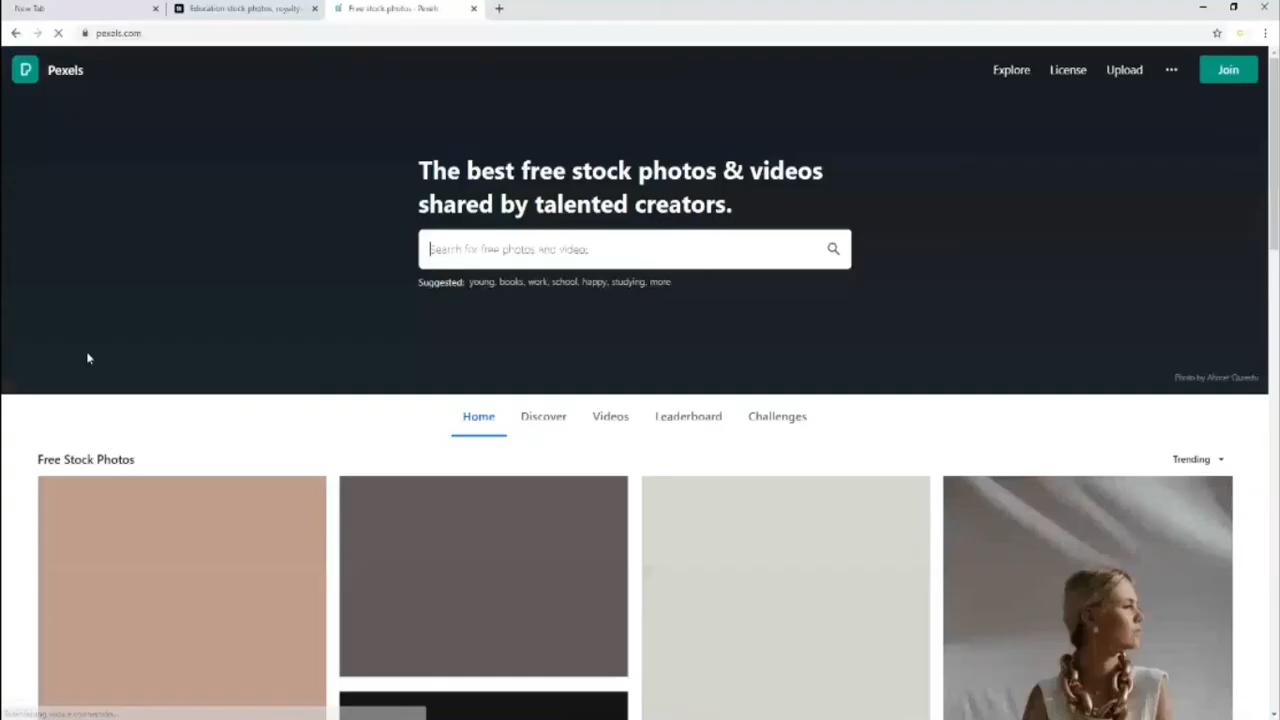 New Tab
Education stock photos, royalty-
Free stock photos · Pexels
pexels.com
Pexels
Explore
License
Upload
Join
The best free stock photos & videos
shared by talented creators.
Search for free photos and videos
Suggested: young, books, work, school, happy, studying, more
Photo by
Home
Discover
Videos
Leaderboard
Challenges
Free Stock Photos
Trending